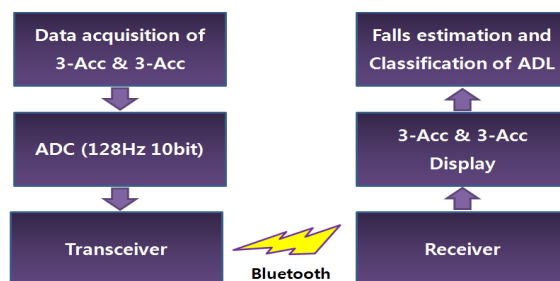 Data acquisition of
3-Acc & 3-Acc
ADC (128Hz 10bit)
Transceiver
Bluetooth
Falls estimation and
Classification of ADL
3-Acc & 3-Acc
Display
Receiver